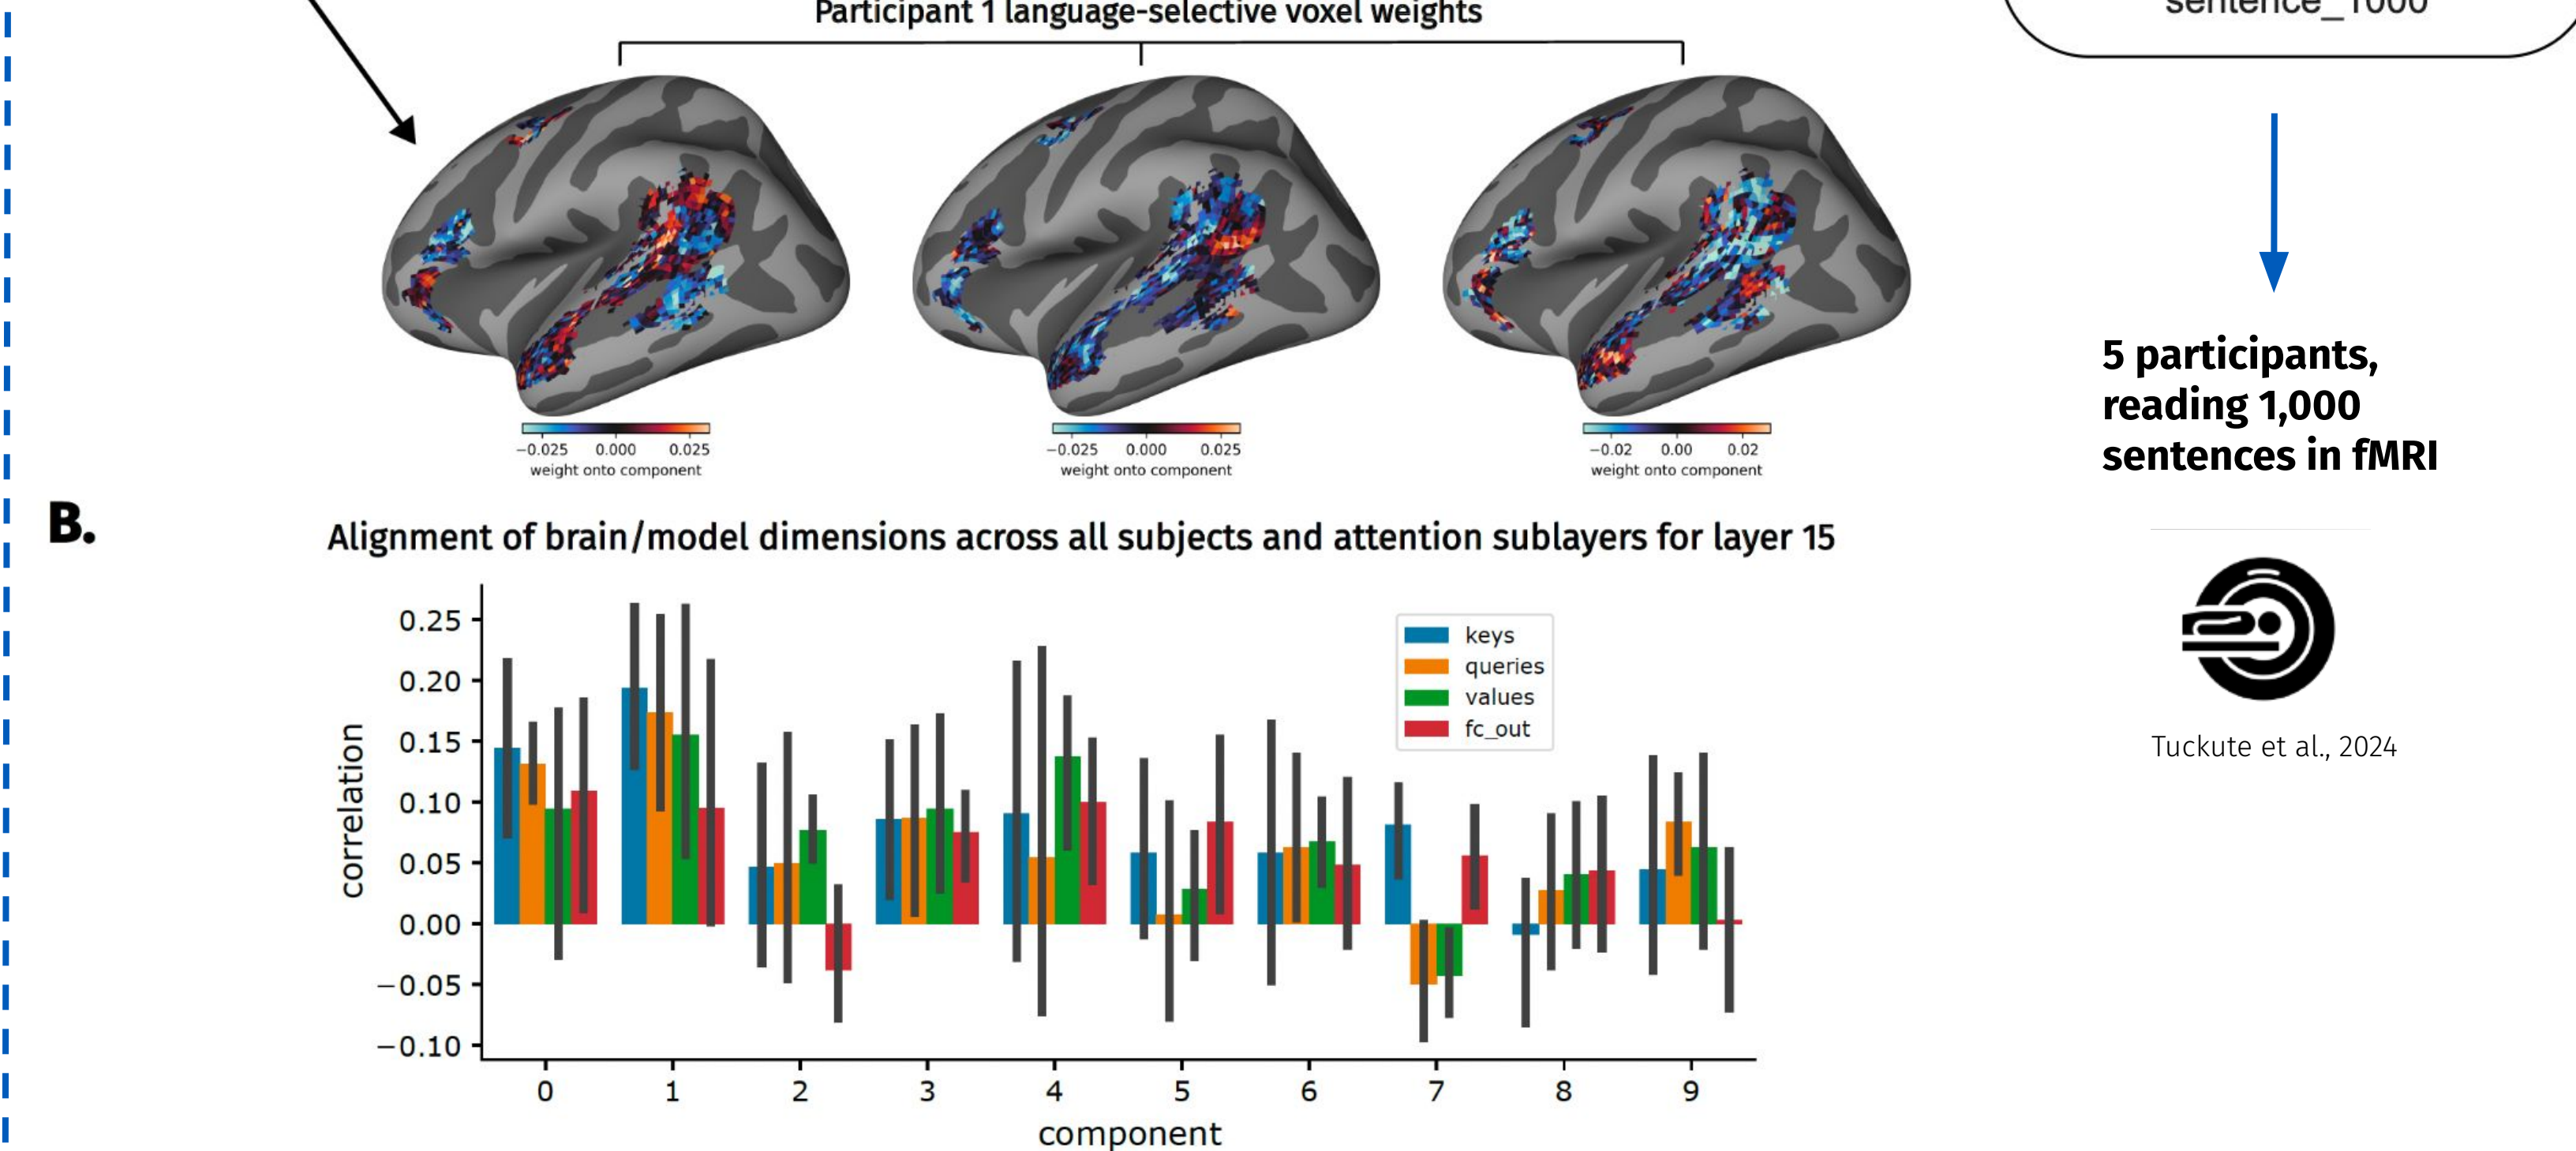 Participant 1 language-selective voxel weights
sentence_1000
−0.025 0.000 0.025
weight onto component
−0.025 0.000 0.025
weight onto component
−0.02 0.00 0.02
weight onto component
5 participants,
reading 1,000
sentences in fMRI
Tuckute et al., 2024
B.
Alignment of brain/model dimensions across all subjects and attention sublayers for layer 15
correlation
0.25
0.20
0.15
0.10
0.05
0.00
−0.05
−0.10
keys
queries
values
fc_out
0 1 2 3 4 5 6 7 8 9
component